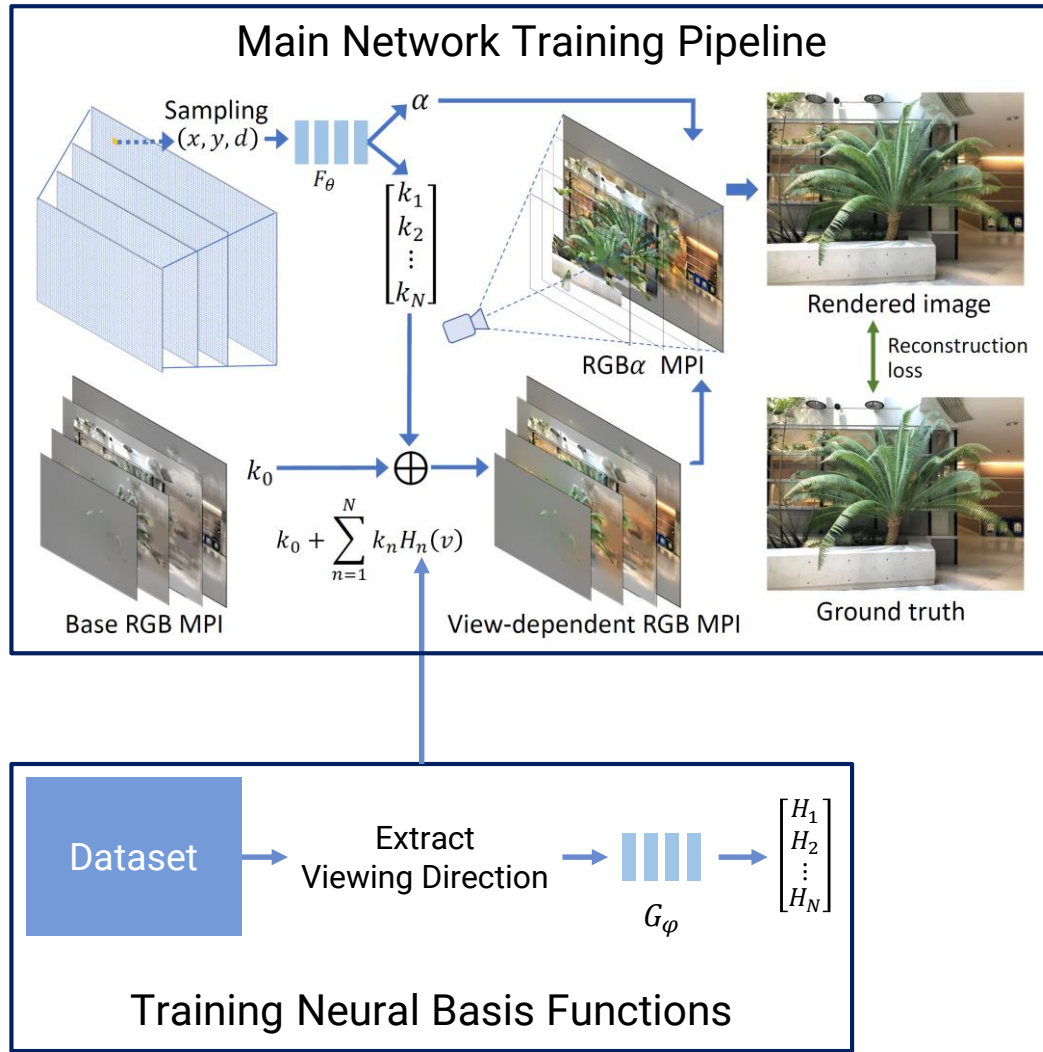 Main Network Training Pipeline
Sampling
(x, y, d)
F_θ
α
[k_1
k_2
⋮
k_N]
RGBα MPI
Rendered image
Reconstruction
loss
k_0
⊕
k_0 + ∑_{n=1}^{N} k_n H_n(v)
Base RGB MPI
View-dependent RGB MPI
Ground truth
Dataset
Extract
Viewing Direction
G_φ
[H_1
H_2
⋮
H_N]
Training Neural Basis Functions